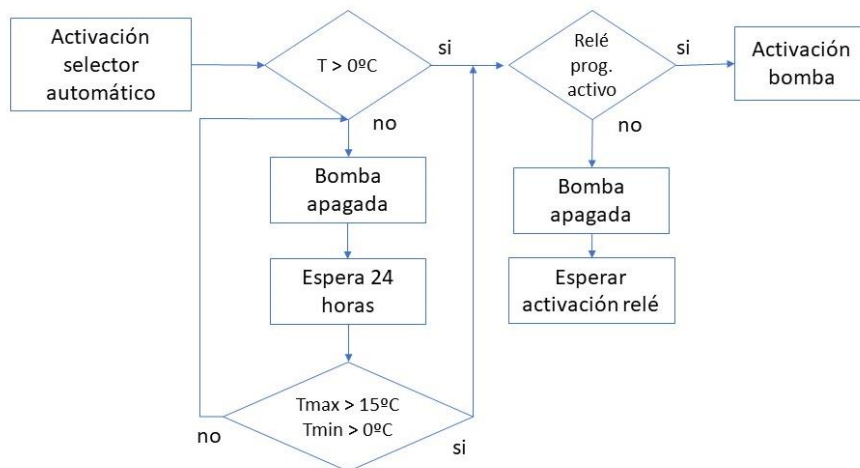 Activación
selector
automático
T > 0ºC
si
no
Bomba
apagada
Espera 24
horas
Tmax > 15ºC
Tmin > 0ºC
no
si
Relé
prog.
activo
si
no
Activación
bomba
Bomba
apagada
Esperar
activación relé